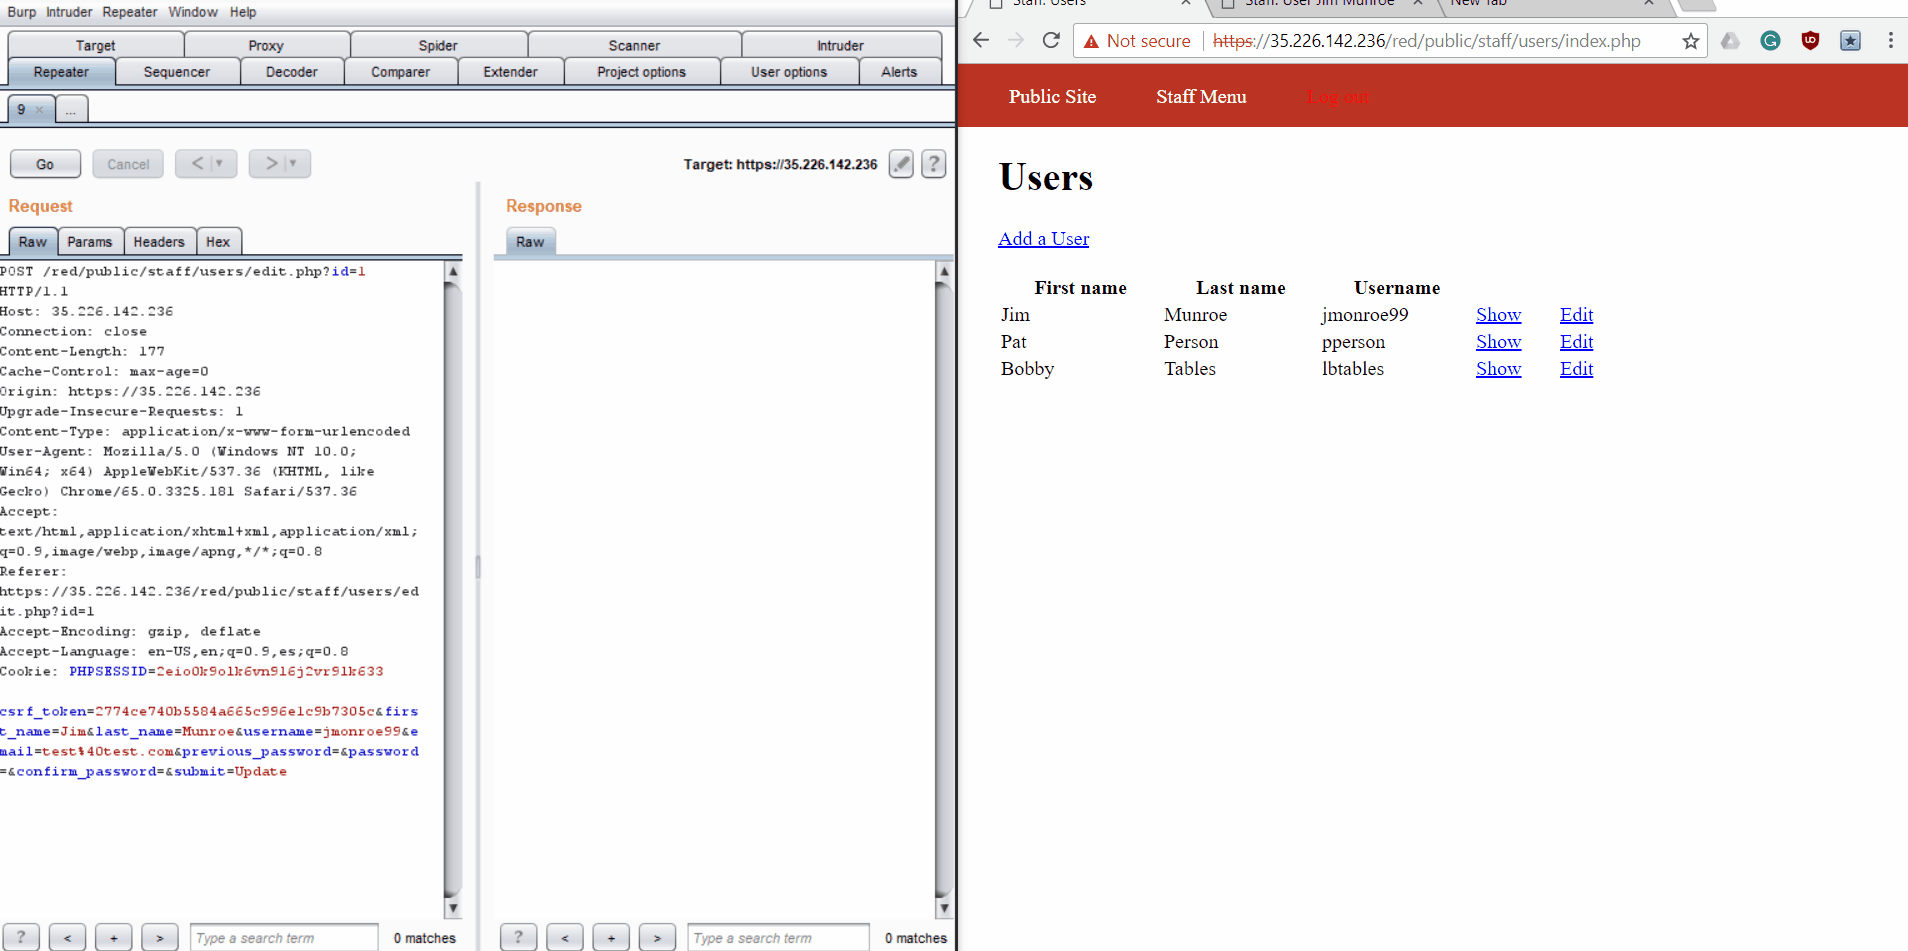 Burp Intruder Repeater Window Help
Target Proxy Spider Scanner Intruder
Repeater Sequencer Decoder Comparer Extender Project options User options Alerts
9 × ...
Go Cancel < > Target: https://35.226.142.236 ?
Request
Raw Params Headers Hex
POST /red/public/staff/users/edit.php?id=1
HTTP/1.1
Host: 35.226.142.236
Connection: close
Content-Length: 177
Cache-Control: max-age=0
Origin: https://35.226.142.236
Upgrade-Insecure-Requests: 1
Content-Type: application/x-www-form-urlencoded
User-Agent: Mozilla/5.0 (Windows NT 10.0;
Win64; x64) AppleWebKit/537.36 (KHTML, like
Gecko) Chrome/65.0.3325.181 Safari/537.36
Accept:
text/html,application/xhtml+xml,application/xml;
q=0.9,image/webp,image/apng,*/*;q=0.8
Referer:
https://35.226.142.236/red/public/staff/users/ed
it.php?id=1
Accept-Encoding: gzip, deflate
Accept-Language: en-US,en;q=0.9,es;q=0.8
Cookie: PHPSESSID=2eio0k9olk6vn9l6j2vr9lk633
csrf_token=2774ce740b5584a665c996e1c9b7305c&firs
t_name=Jim&last_name=Munroe&username=jmonroe99&e
mail=test%40test.com&previous_password=&password
=&confirm_password=&submit=Update
? < + > Type a search term 0 matches
Response
Raw
? < + > Type a search term 0 matches
Staff: Users × Staff: User Jim Munroe × New Tab ×
Not secure https://35.226.142.236/red/public/staff/users/index.php
Public Site Staff Menu Log out
Users
Add a User
First name Last name Username
Jim Munroe jmonroe99 Show Edit
Pat Person pperson Show Edit
Bobby Tables lbtables Show Edit